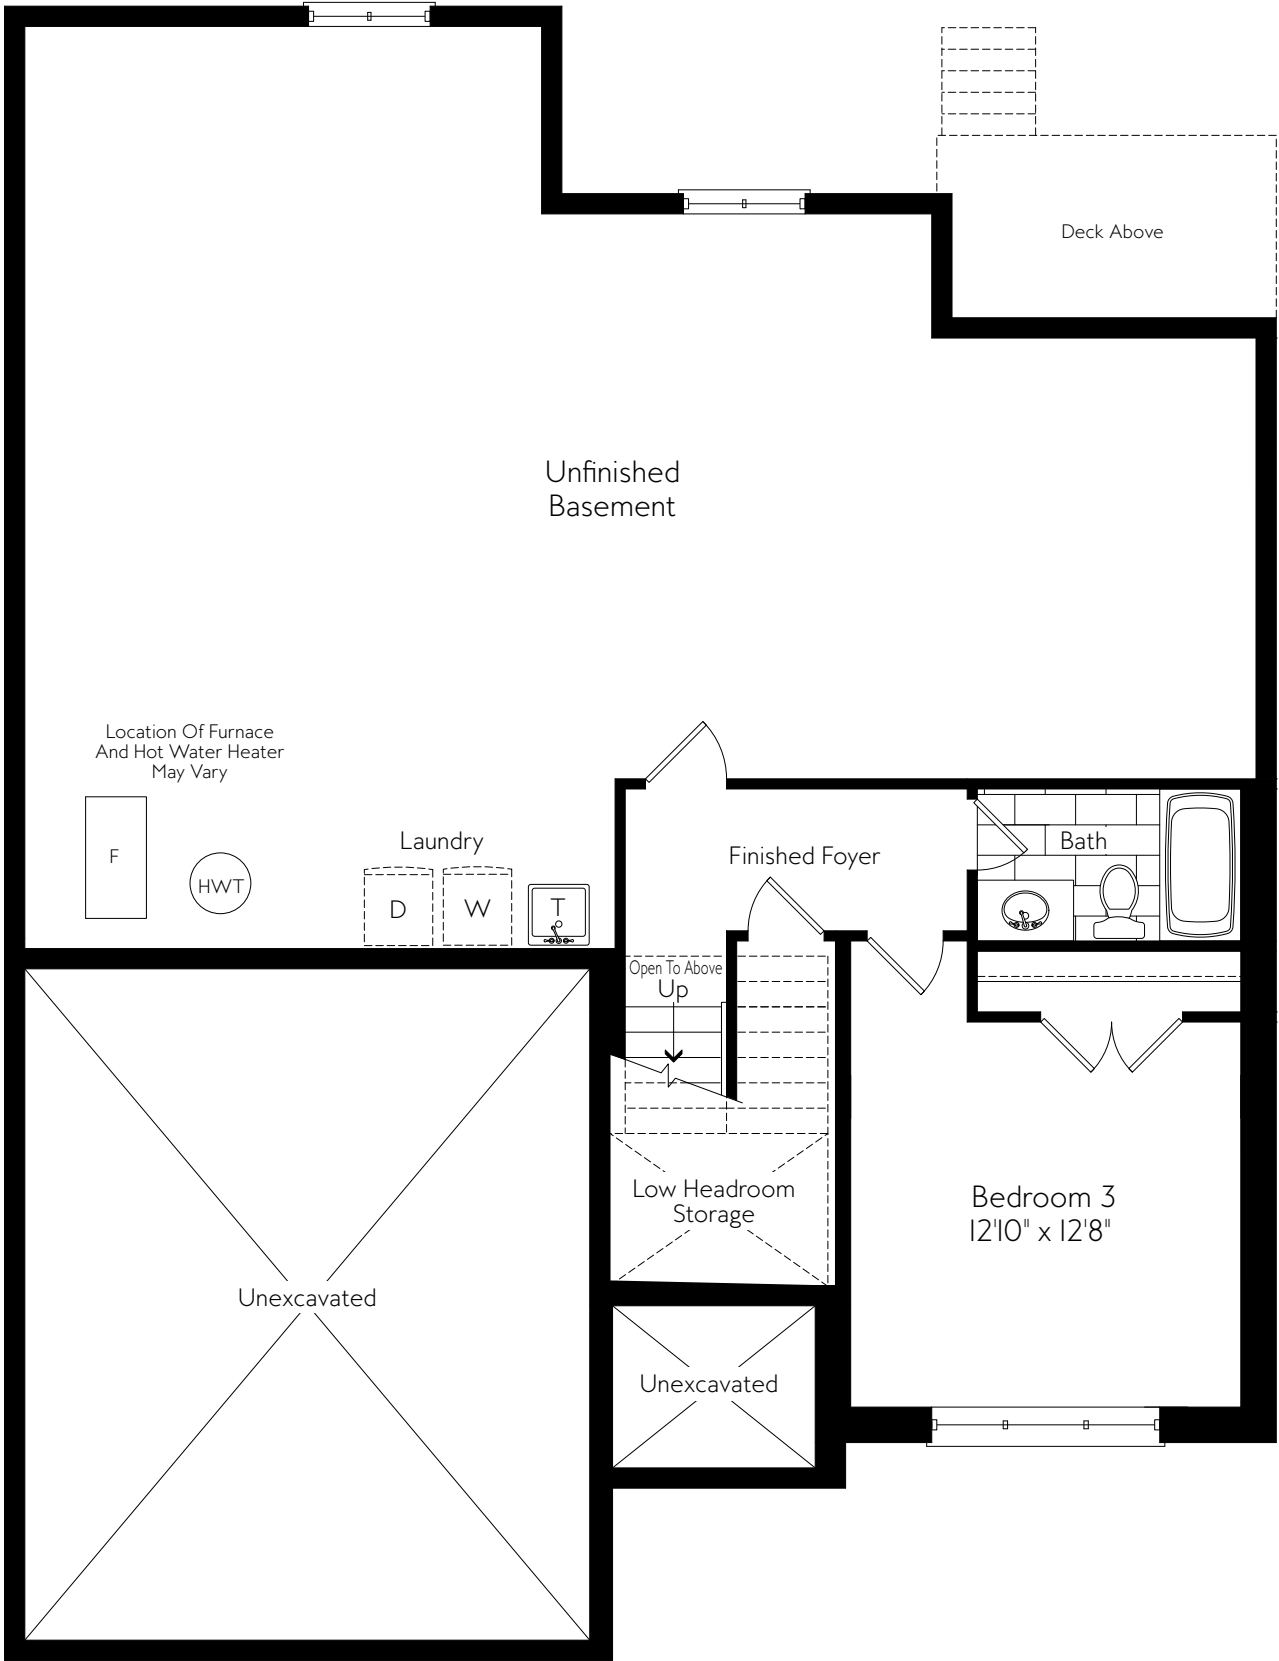 Deck Above
Unfinished
Basement
Location Of Furnace
And Hot Water Heater
May Vary
F
HWT
Laundry
D
W
T
Finished Foyer
Bath
Open To Above
Up
Low Headroom
Storage
Bedroom 3
12'10" x 12'8"
Unexcavated
Unexcavated